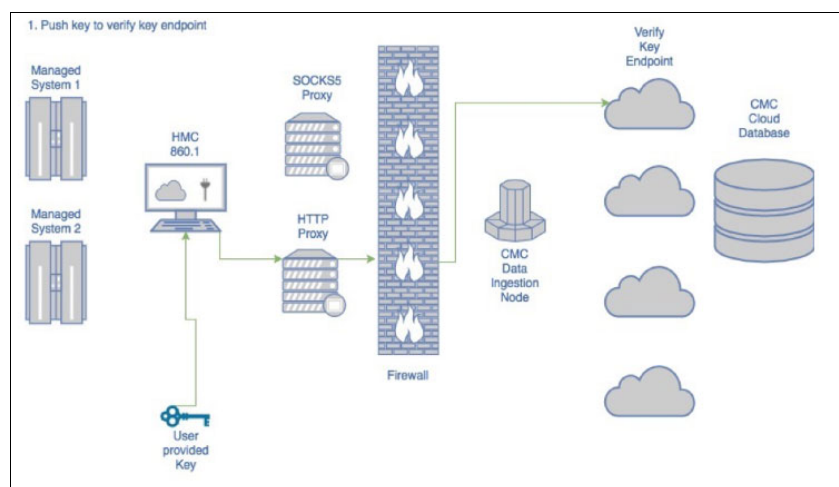 1. Push key to verify key endpoint
Managed
System 1
HMC
860.1
SOCKS5
Proxy
Verify
Key
Endpoint
CMC
Cloud
Database
Managed
System 2
HTTP
Proxy
CMC
Data
Ingestion
Node
Firewall
User
provided
Key